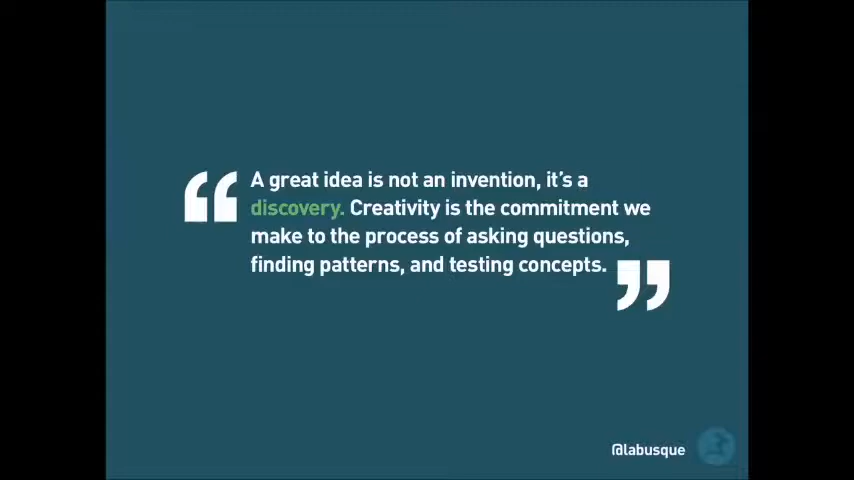 “ A great idea is not an invention, it’s a
discovery. Creativity is the commitment we
make to the process of asking questions,
finding patterns, and testing concepts. ”
@labusque